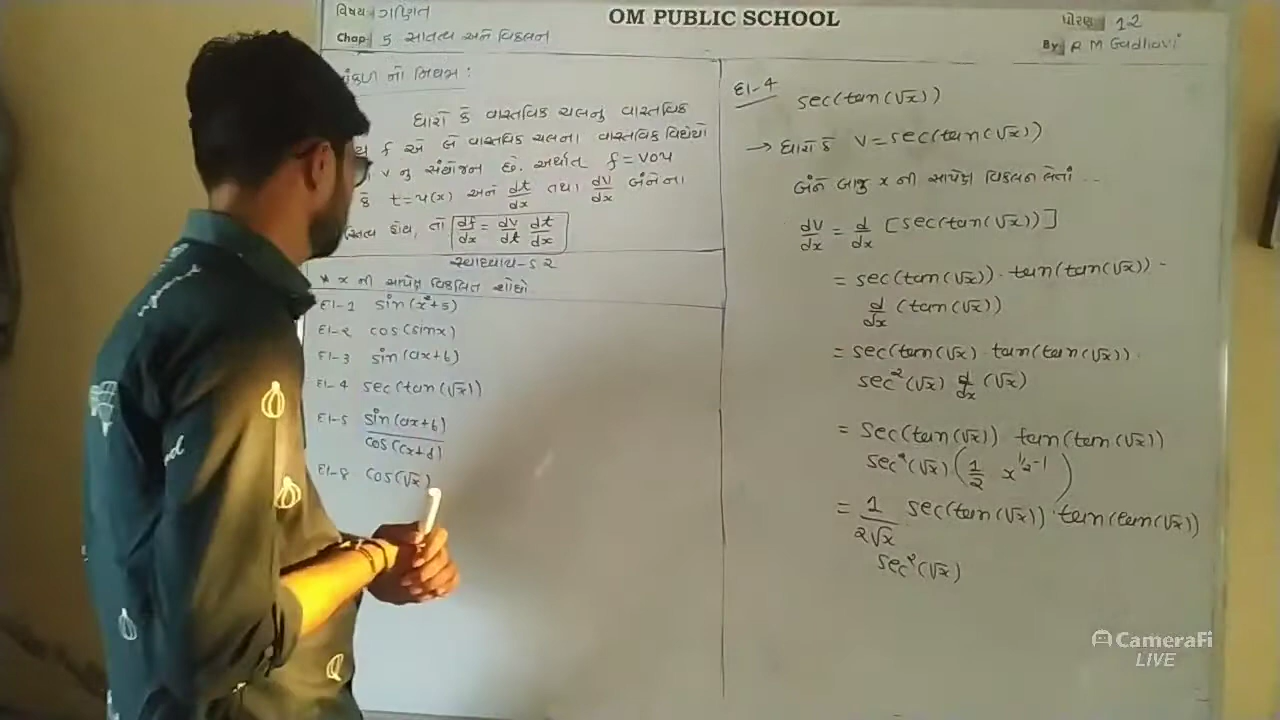 વિષય ગણિત
OM PUBLIC SCHOOL
ધોરણ 12
Chap 5 સાતત્ય અને વિકલન
By R M Gadhavi
નો નિયમ :
ધારો કે વાસ્તવિક ચલનું વાસ્તવિક
f એ બે વાસ્તવિક ચલના વાસ્તવિક વિધેયો
v નુ સંયોજન છે. અર્થાત f = vou
કે t = u(x) અને dt/dx તથા dv/dx બંનેના
હોય, તો df/dx = dv/dt dt/dx
સ્વાધ્યાય - 5.2
* x ની સાપેક્ષ વિકલિત શોધો
દા-1 sin(x²+5)
દા-2 cos(sinx)
દા-3 sin(ax+b)
દા-4 sec(tan(√x))
દા-5 sin(ax+b)/cos(cx+d)
દા-8 cos(√x)
દા-4 sec(tan(√x))
→ ધારો કે v = sec(tan(√x))
બંને બાજુ x ની સાપેક્ષ વિકલન લેતાં ...
dv/dx = d/dx [sec(tan(√x))]
= sec(tan(√x)) · tan(tan(√x)) ·
d/dx (tan(√x))
= sec(tan(√x) · tan(tan(√x)) ·
sec²(√x) d/dx (√x)
= sec(tan(√x)) tan(tan(√x))
sec²(√x) (1/2 x^1/2-1)
= 1/2√x sec(tan(√x)) · tan(tan(√x))
sec²(√x)
CameraFi
LIVE